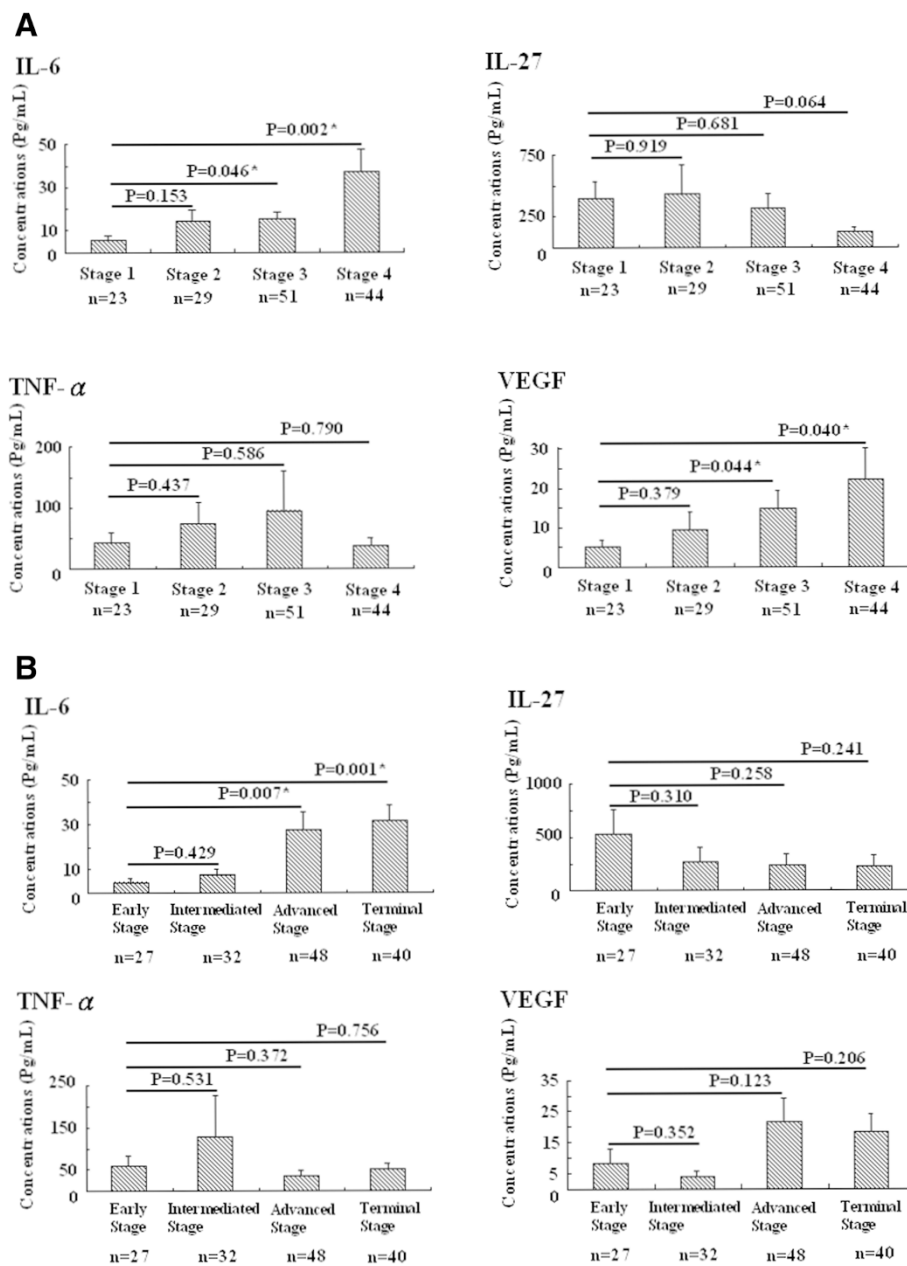 A
IL-6
Concentrations (Pg/mL)
50
30
10
0
P=0.002*
P=0.046*
P=0.153
Stage 1 Stage 2 Stage 3 Stage 4
n=23 n=29 n=51 n=44
IL-27
Concentrations (Pg/mL)
750
250
0
P=0.064
P=0.681
P=0.919
Stage 1 Stage 2 Stage 3 Stage 4
n=23 n=29 n=51 n=44
TNF-α
Concentrations (Pg/mL)
200
100
0
P=0.790
P=0.586
P=0.437
Stage 1 Stage 2 Stage 3 Stage 4
n=23 n=29 n=51 n=44
VEGF
Concentrations (Pg/mL)
30
20
10
0
P=0.040*
P=0.044*
P=0.379
Stage 1 Stage 2 Stage 3 Stage 4
n=23 n=29 n=51 n=44
B
IL-6
Concentrations (Pg/mL)
50
30
10
0
P=0.001*
P=0.007*
P=0.429
Early Intermediated Advanced Terminal
Stage Stage Stage Stage
n=27 n=32 n=48 n=40
IL-27
Concentrations (Pg/mL)
1000
500
0
P=0.241
P=0.258
P=0.310
Early Intermediated Advanced Terminal
Stage Stage Stage Stage
n=27 n=32 n=48 n=40
TNF-α
Concentrations (Pg/mL)
250
150
50
0
P=0.756
P=0.372
P=0.531
Early Intermediated Advanced Terminal
Stage Stage Stage Stage
n=27 n=32 n=48 n=40
VEGF
Concentrations (Pg/mL)
35
25
15
5
0
P=0.206
P=0.123
P=0.352
Early Intermediated Advanced Terminal
Stage Stage Stage Stage
n=27 n=32 n=48 n=40